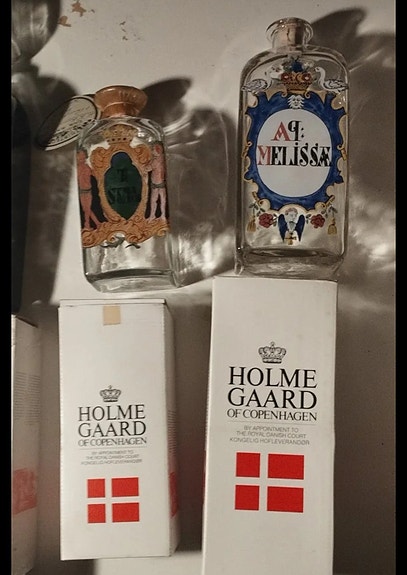 Aq:
MELISSÆ
HOLME
GAARD
OF COPENHAGEN
BY APPOINTMENT TO
THE ROYAL DANISH COURT
KONGELIG HOFLEVERANDØR
HOLME
GAARD
OF COPENHAGEN
BY APPOINTMENT TO
THE ROYAL DANISH COURT
KONGELIG HOFLEVERANDØR